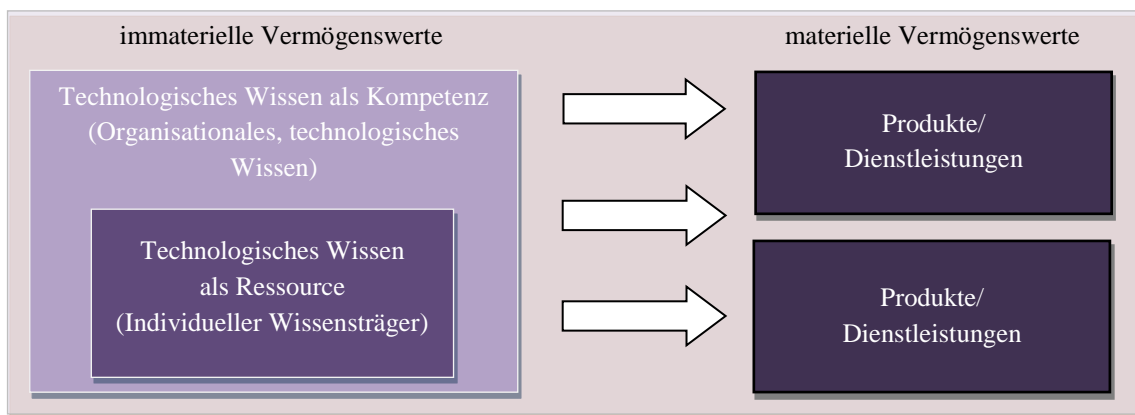 immaterielle Vermögenswerte
materielle Vermögenswerte
Technologisches Wissen als Kompetenz
(Organisationales, technologisches
Wissen)
Technologisches Wissen
als Ressource
(Individueller Wissensträger)
Produkte/
Dienstleistungen
Produkte/
Dienstleistungen